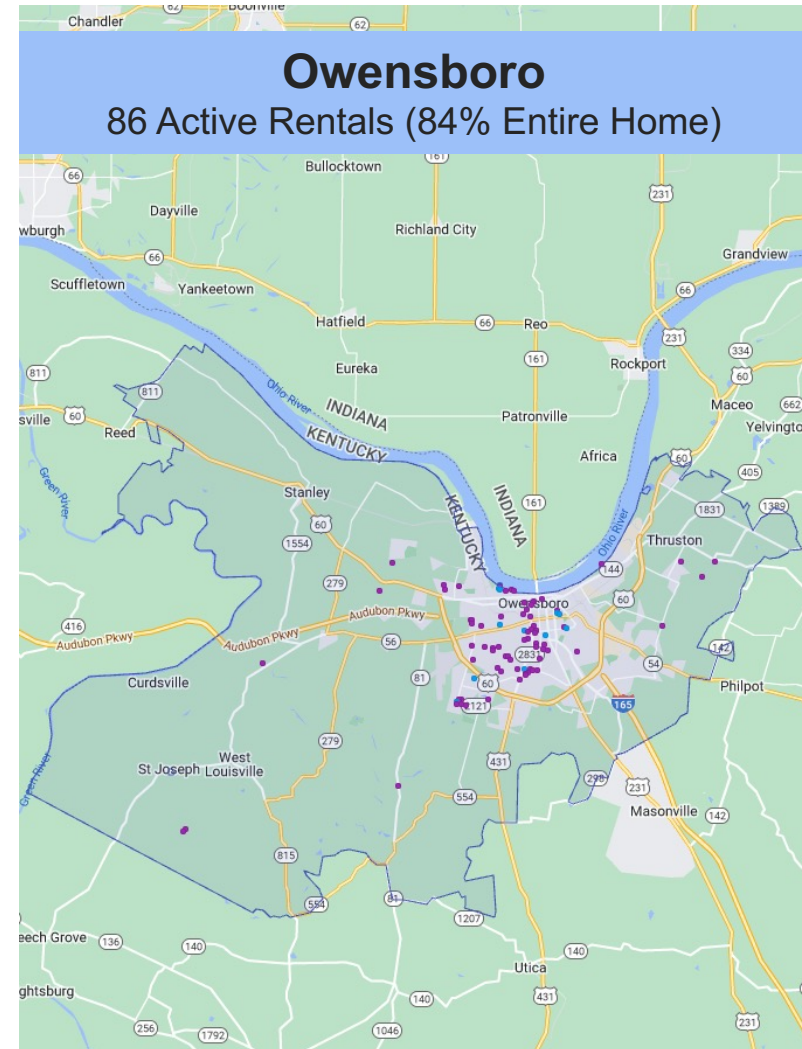 Chandler
62
Boonville
62
Owensboro
86 Active Rentals (84% Entire Home)
161
Bullocktown
66
231
Dayville
Richland City
wburgh
66
Grandview
Scuffletown
Yankeetown
66
Hatfield
66
Reo
231
161
334
Eureka
Rockport
60
811
811
Ohio River
INDIANA
KENTUCKY
Patronville
Maceo
662
sville
60
Reed
Yelvingto
Africa
60
405
Green River
Stanley
KENTUCKY
INDIANA
161
1831
1389
60
Ohio River
Thruston
1554
279
144
Owensboro
60
416
Audubon Pkwy
Audubon Pkwy
Audubon Pkwy
56
142
2831
54
Curdsville
81
60
Philpot
2121
165
279
West
St Joseph Louisville
431
Green River
298
231
554
Masonville
142
815
554
81
1207
eech Grove
136
140
140
Utica
ghtsburg
140
431
256
1792
1046
231